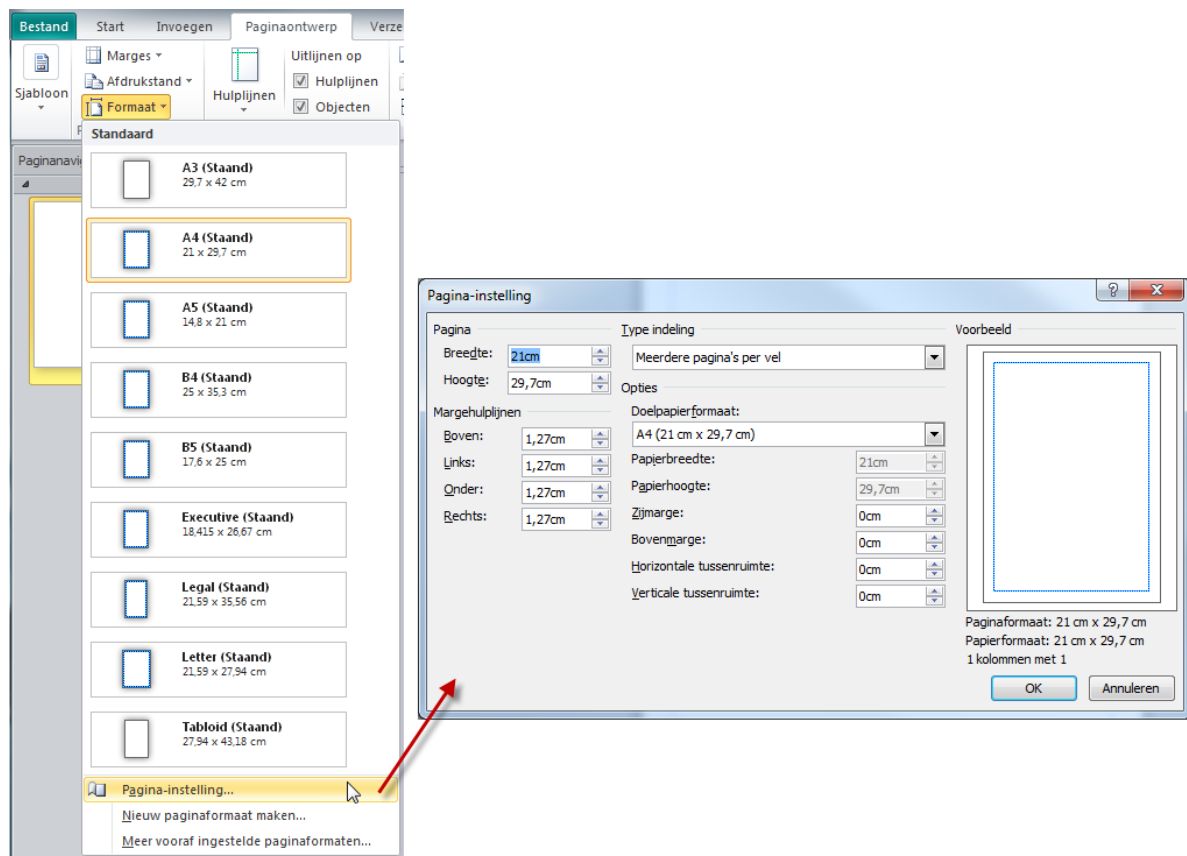 Bestand Start Invoegen Paginaontwerp Verze
Marges
Afdrukstand
Formaat
Sjabloon
Hulplijnen
Uitlijnen op
Hulplijnen
Objecten
Paginanavi
Standaard
A3 (Staand)
29,7 x 42 cm
A4 (Staand)
21 x 29,7 cm
A5 (Staand)
14,8 x 21 cm
B4 (Staand)
25 x 35,3 cm
B5 (Staand)
17,6 x 25 cm
Executive (Staand)
18,415 x 26,67 cm
Legal (Staand)
21,59 x 35,56 cm
Letter (Staand)
21,59 x 27,94 cm
Tabloid (Staand)
27,94 x 43,18 cm
Pagina-instelling...
Nieuw paginaformaat maken...
Meer vooraf ingestelde paginaformaten...
Pagina-instelling
Pagina
Breedte: 21cm
Hoogte: 29,7cm
Margehulplijnen
Boven: 1,27cm
Links: 1,27cm
Onder: 1,27cm
Rechts: 1,27cm
Type indeling
Meerdere pagina's per vel
Opties
Doelpapierformaat:
A4 (21 cm x 29,7 cm)
Papierbreedte: 21cm
Papierhoogte: 29,7cm
Zijmarge: 0cm
Bovenmarge: 0cm
Horizontale tussenruimte: 0cm
Verticale tussenruimte: 0cm
Voorbeeld
Paginaformaat: 21 cm x 29,7 cm
Papierformaat: 21 cm x 29,7 cm
1 kolommen met 1
OK Annuleren